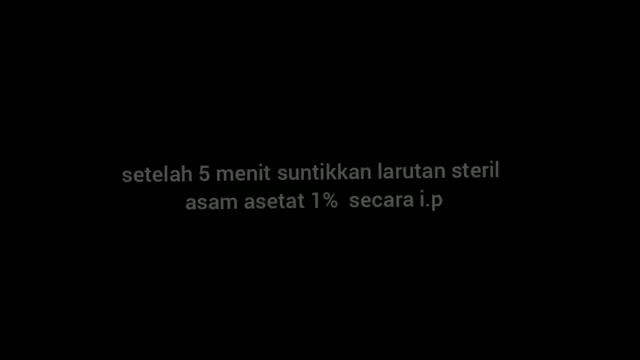 setelah 5 menit suntikkan larutan steril
asam asetat 1% secara i.p